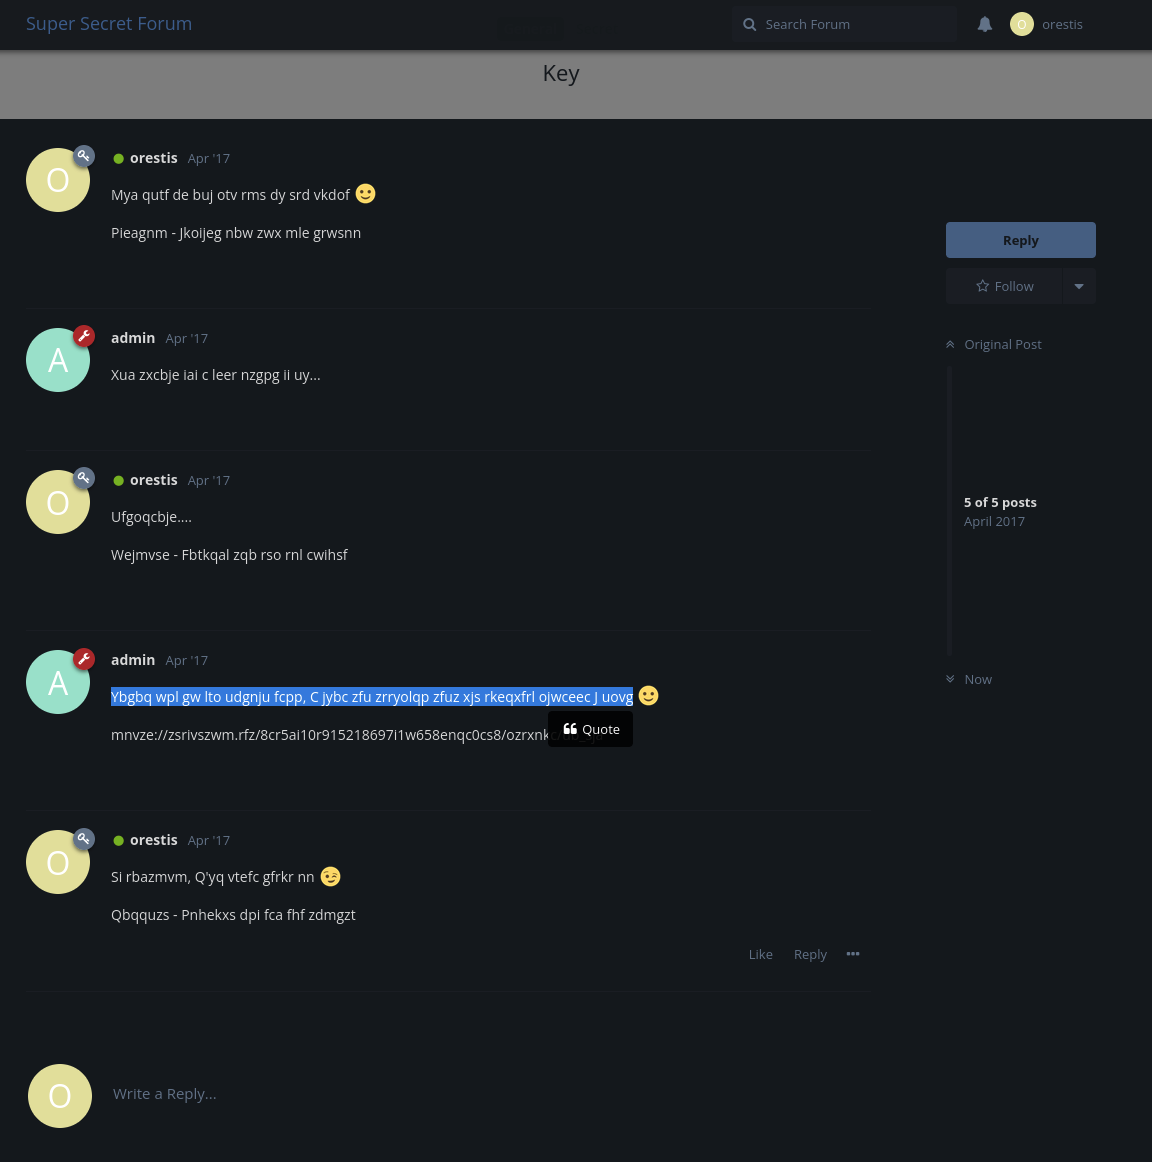 Super Secret Forum
Search Forum
O orestis
Key
O orestis Apr '17
Mya qutf de buj otv rms dy srd vkdof
Pieagnm - Jkoijeg nbw zwx mle grwsnn
Reply
Follow
A admin Apr '17
Original Post
Xua zxcbje iai c leer nzgpg ii uy...
O orestis Apr '17
5 of 5 posts
Ufgoqcbje....
April 2017
Wejmvse - Fbtkqal zqb rso rnl cwihsf
A admin Apr '17
Now
Ybgbq wpl gw lto udgnju fcpp, C jybc zfu zrryolqp zfuz xjs rkeqxfrl ojwceec J uovg
Quote
mnvze://zsrivszwm.rfz/8cr5ai10r915218697i1w658enqc0cs8/ozrxnk
O orestis Apr '17
Si rbazmvm, Q'yq vtefc gfrkr nn
Qbqquzs - Pnhekxs dpi fca fhf zdmgzt
Like Reply
O Write a Reply...